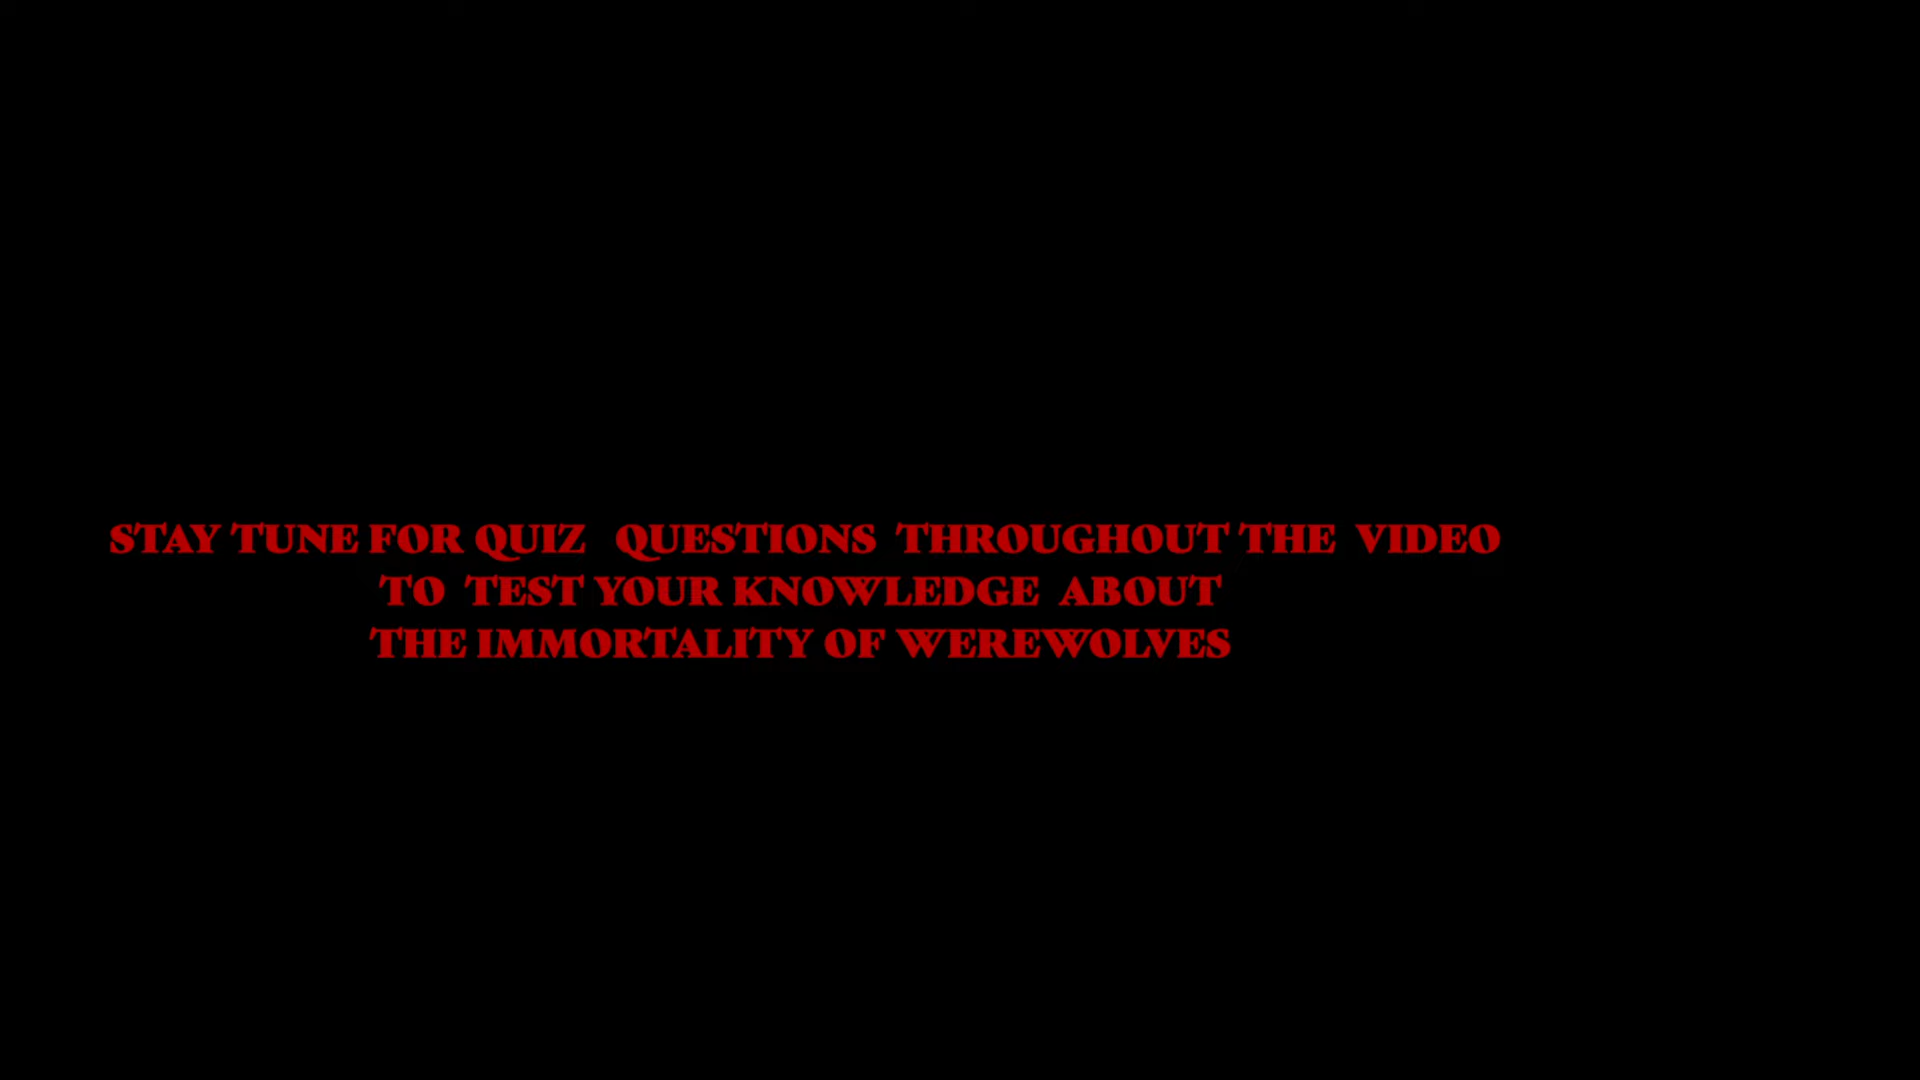 STAY TUNE FOR QUIZ QUESTIONS THROUGHOUT THE VIDEO
TO TEST YOUR KNOWLEDGE ABOUT
THE IMMORTALITY OF WEREWOLVES